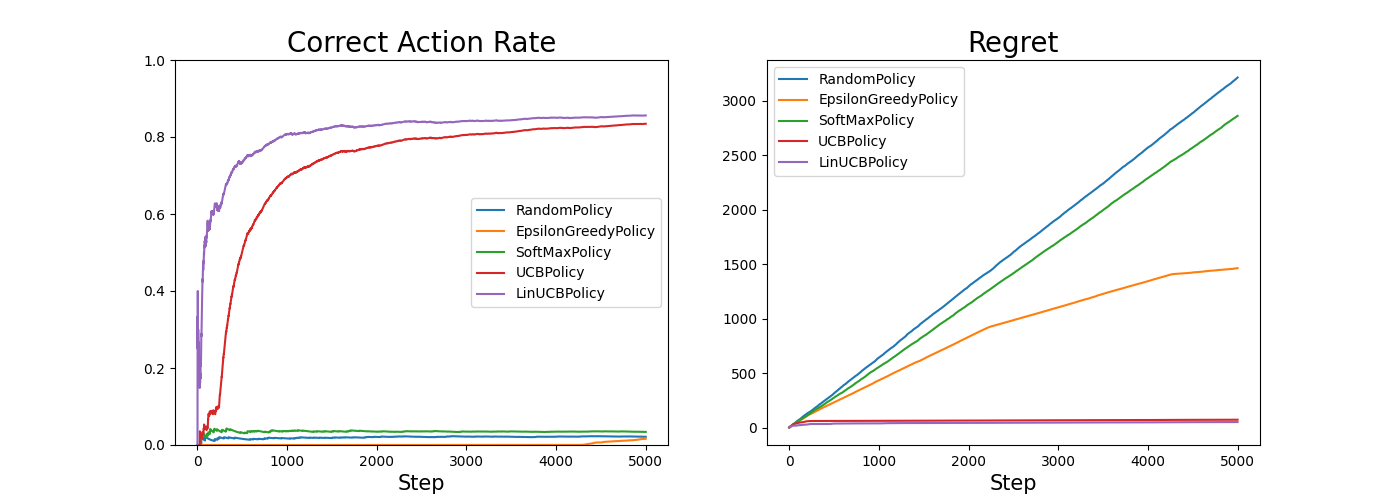 Correct Action Rate
1.0
0.8
0.6
0.4
0.2
0.0
RandomPolicy
EpsilonGreedyPolicy
SoftMaxPolicy
UCBPolicy
LinUCBPolicy
0 1000 2000 3000 4000 5000
Step
Regret
RandomPolicy
EpsilonGreedyPolicy
SoftMaxPolicy
UCBPolicy
LinUCBPolicy
3000
2500
2000
1500
1000
500
0
0 1000 2000 3000 4000 5000
Step